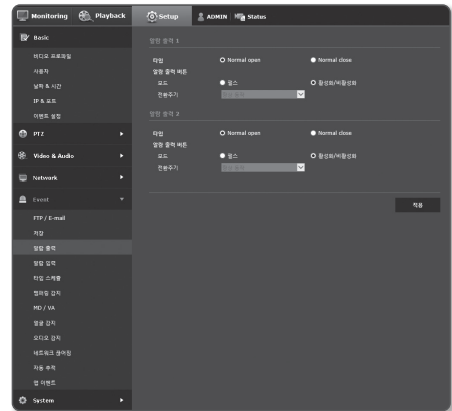 Monitoring Playback Setup ADMIN Status
Basic
비디오 프로파일
사용자
날짜 & 시간
IP & 포트
이벤트 설정
PTZ
Video & Audio
Network
Event
FTP / E-mail
저장
알람 출력
알람 입력
타임 스케줄
탬퍼링 감지
MD / VA
얼굴 감지
오디오 감지
네트워크 끊어짐
자동 추적
앱 이벤트
System
알람 출력 1
타입 Normal open Normal close
알람 출력 버튼
모드 펄스 활성화/비활성화
전환주기
알람 출력 2
타입 Normal open Normal close
알람 출력 버튼
모드 펄스 활성화/비활성화
전환주기
적용